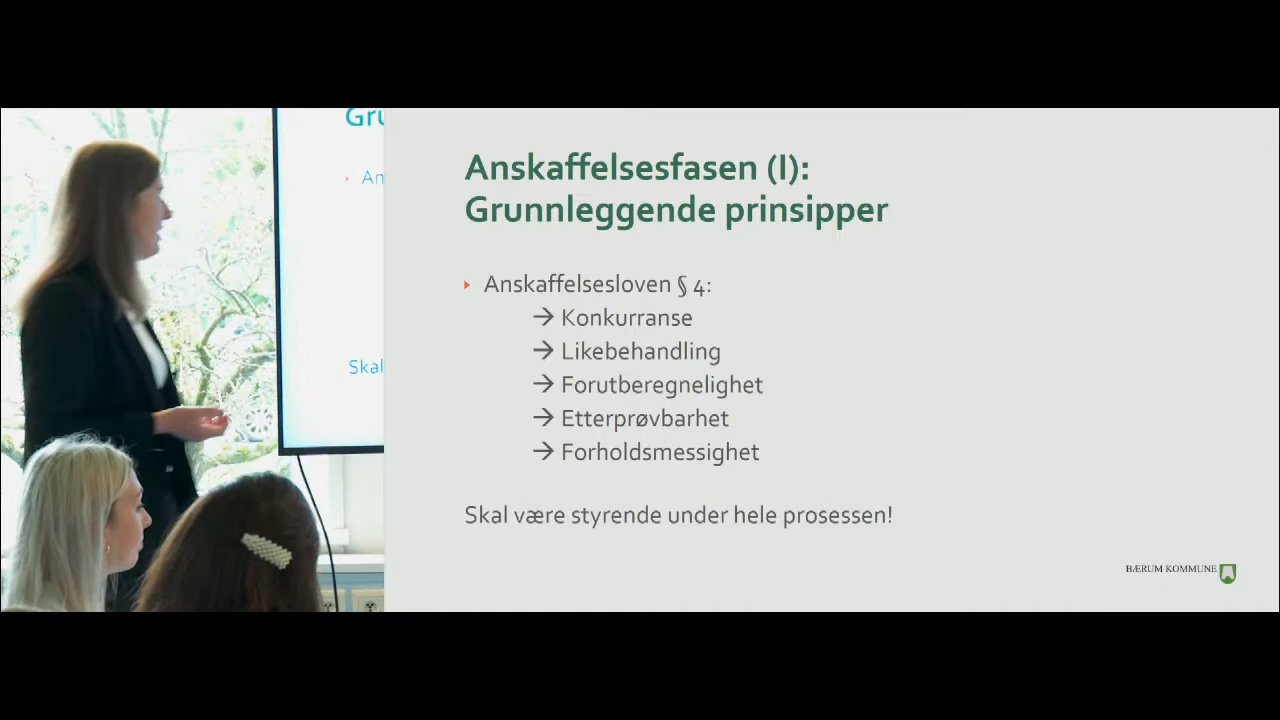 Gru
An
Skal
Anskaffelsesfasen (I):
Grunnleggende prinsipper
Anskaffelsesloven § 4:
→ Konkurranse
→ Likebehandling
→ Forutberegnelighet
→ Etterprøvbarhet
→ Forholdsmessighet
Skal være styrende under hele prosessen!
BÆRUM KOMMUNE